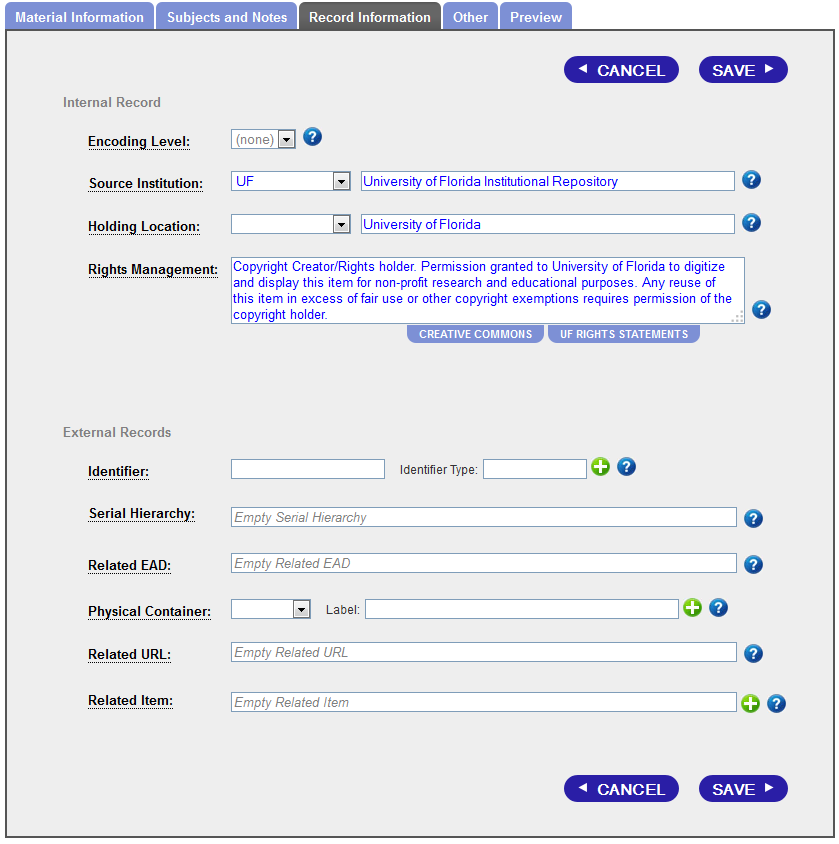 Material Information Subjects and Notes Record Information Other Preview
CANCEL SAVE
Internal Record
Encoding Level: (none) ?
Source Institution: UF University of Florida Institutional Repository ?
Holding Location: University of Florida ?
Rights Management: Copyright Creator/Rights holder. Permission granted to University of Florida to digitize
and display this item for non-profit research and educational purposes. Any reuse of
this item in excess of fair use or other copyright exemptions requires permission of the
copyright holder. ?
CREATIVE COMMONS UF RIGHTS STATEMENTS
External Records
Identifier: Identifier Type: ?
Serial Hierarchy: Empty Serial Hierarchy ?
Related EAD: Empty Related EAD ?
Physical Container: Label: ?
Related URL: Empty Related URL ?
Related Item: Empty Related Item ?
CANCEL SAVE